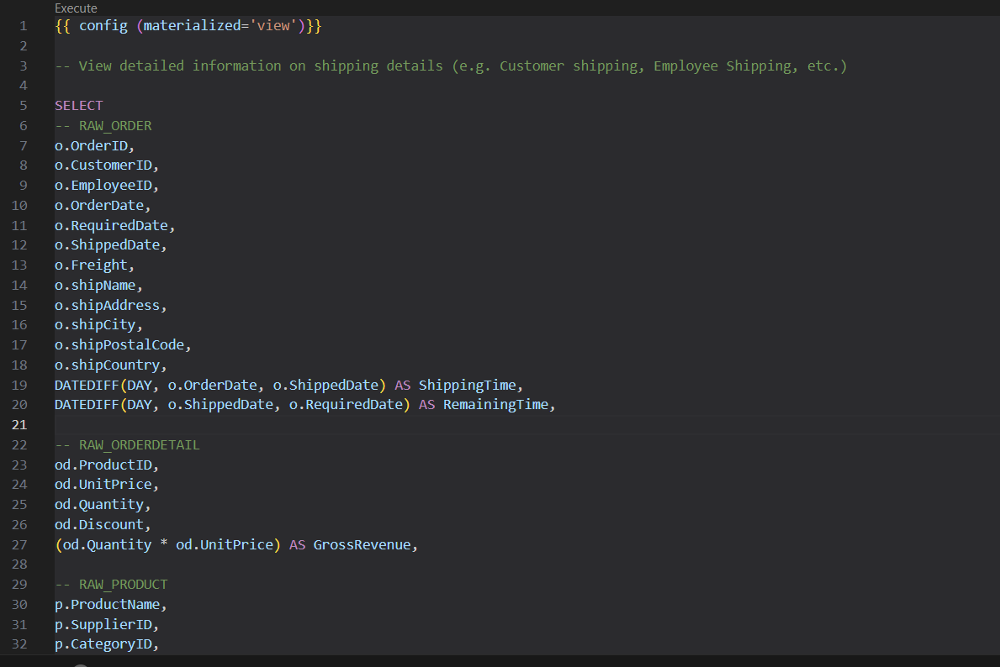 Execute
1 {{ config (materialized='view')}}
2
3 -- View detailed information on shipping details (e.g. Customer shipping, Employee Shipping, etc.)
4
5 SELECT
6 -- RAW_ORDER
7 o.OrderID,
8 o.CustomerID,
9 o.EmployeeID,
10 o.OrderDate,
11 o.RequiredDate,
12 o.ShippedDate,
13 o.Freight,
14 o.shipName,
15 o.shipAddress,
16 o.shipCity,
17 o.shipPostalCode,
18 o.shipCountry,
19 DATEDIFF(DAY, o.OrderDate, o.ShippedDate) AS ShippingTime,
20 DATEDIFF(DAY, o.ShippedDate, o.RequiredDate) AS RemainingTime,
21
22 -- RAW_ORDERDETAIL
23 od.ProductID,
24 od.UnitPrice,
25 od.Quantity,
26 od.Discount,
27 (od.Quantity * od.UnitPrice) AS GrossRevenue,
28
29 -- RAW_PRODUCT
30 p.ProductName,
31 p.SupplierID,
32 p.CategoryID,